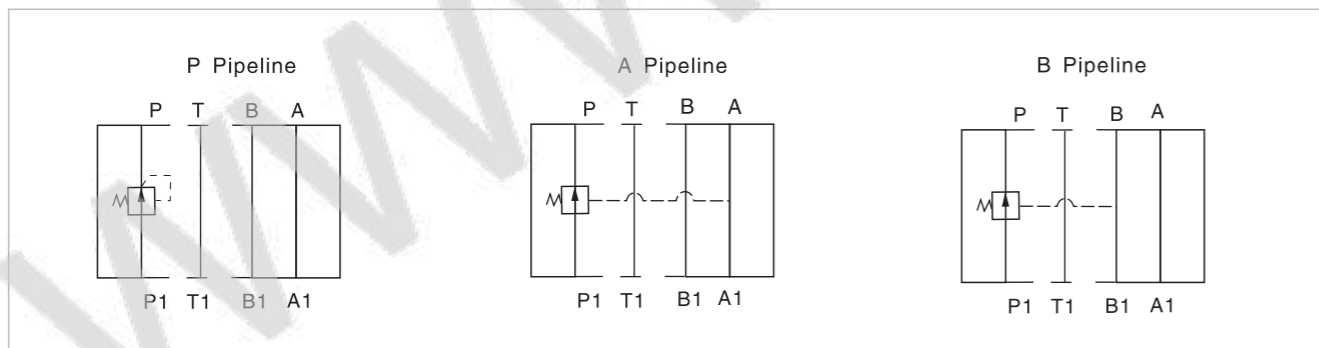 P Pipeline
P T B A
P1 T1 B1 A1
A Pipeline
P T B A
P1 T1 B1 A1
B Pipeline
P T B A
P1 T1 B1 A1